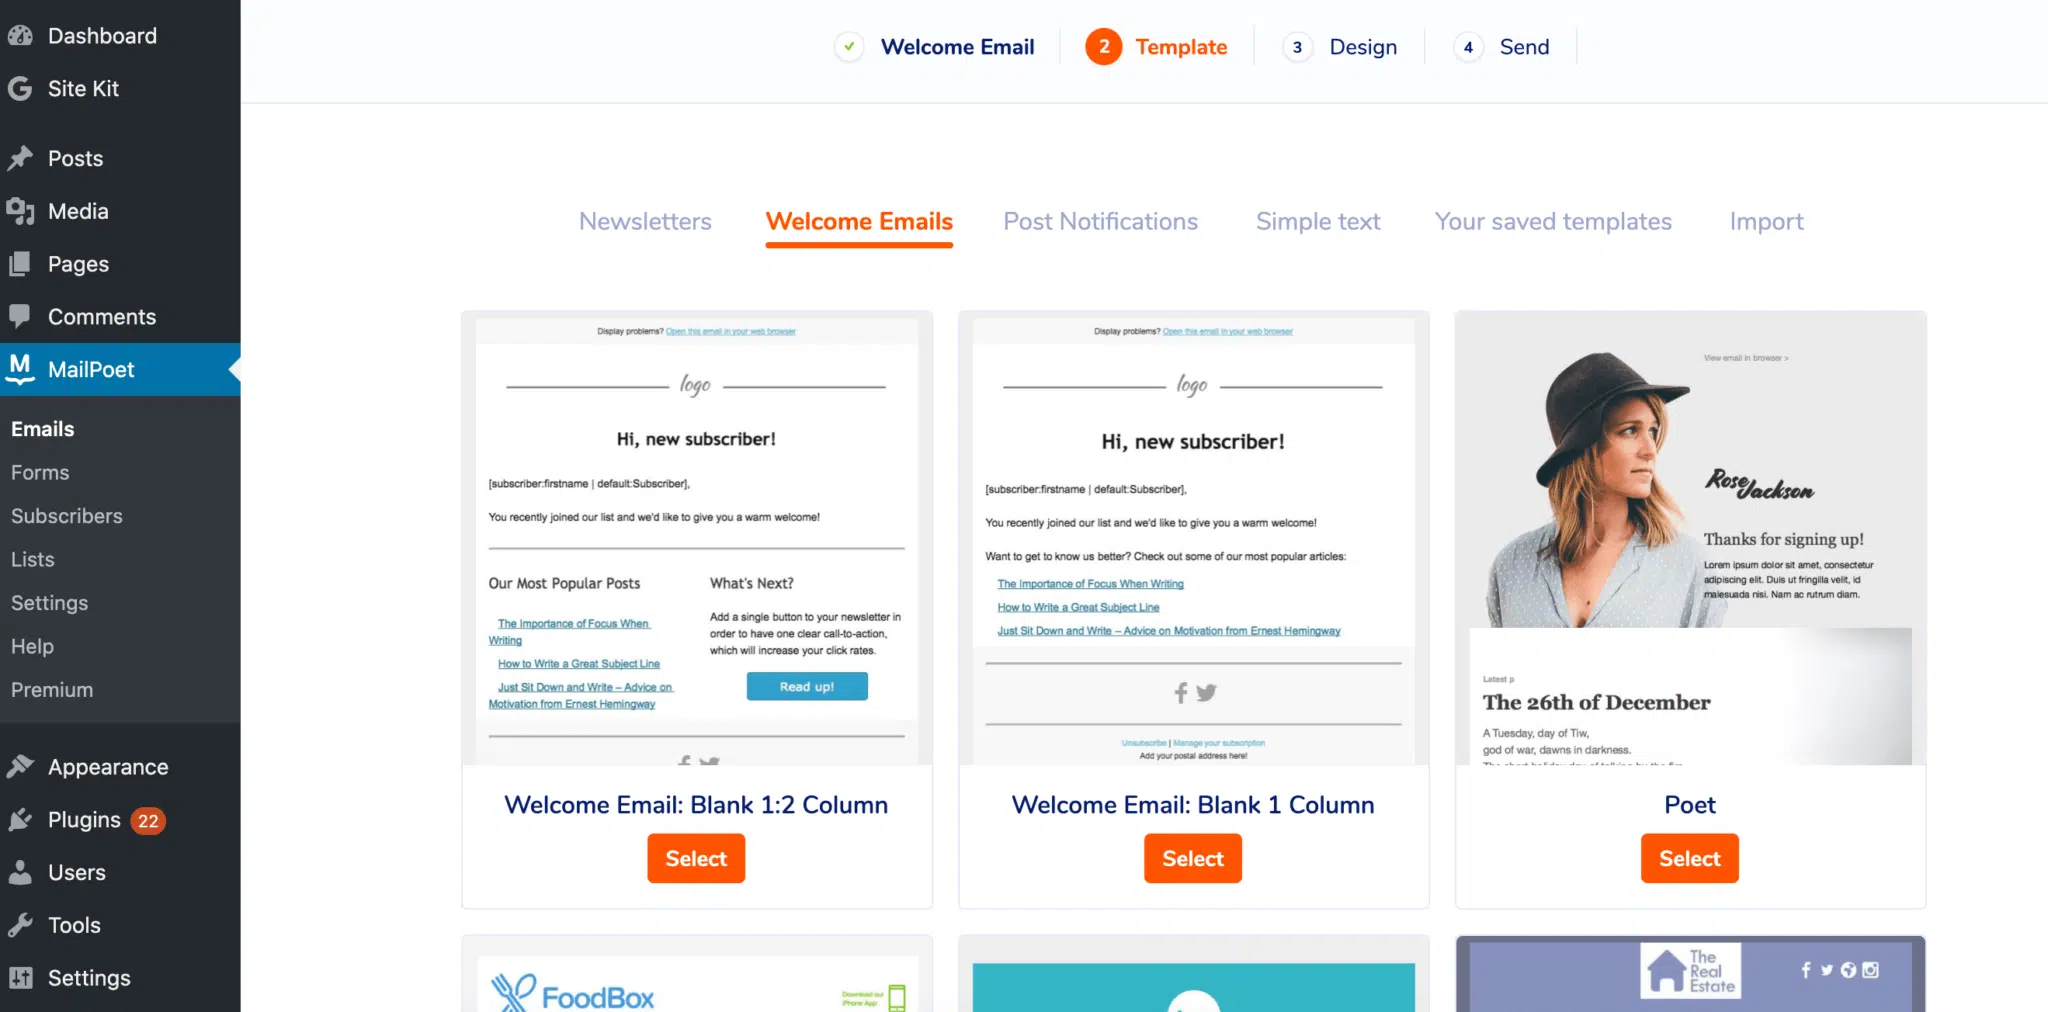 Dashboard
Site Kit
Posts
Media
Pages
Comments
MailPoet
Emails
Forms
Subscribers
Lists
Settings
Help
Premium
Appearance
Plugins 22
Users
Tools
Settings
Welcome Email
2 Template
3 Design
4 Send
Newsletters
Welcome Emails
Post Notifications
Simple text
Your saved templates
Import
Display problems? Open this email in your web browser
logo
Hi, new subscriber!
[subscriber:firstname | default:Subscriber],
You recently joined our list and we'd like to give you a warm welcome!
Our Most Popular Posts
The Importance of Focus When
Writing
How to Write a Great Subject Line
Just Sit Down and Write – Advice on
Motivation from Ernest Hemingway
What's Next?
Add a single button to your newsletter in
order to have one clear call-to-action,
which will increase your click rates.
Read up!
Welcome Email: Blank 1:2 Column
Select
Display problems? Open this email in your web browser
logo
Hi, new subscriber!
[subscriber:firstname | default:Subscriber],
You recently joined our list and we'd like to give you a warm welcome!
Want to get to know us better? Check out some of our most popular articles:
The Importance of Focus When Writing
How to Write a Great Subject Line
Just Sit Down and Write – Advice on Motivation from Ernest Hemingway
Unsubscribe | Manage your subscription
Add your postal address here!
Welcome Email: Blank 1 Column
Select
View email in browser >
Rose Jackson
Thanks for signing up!
Lorem ipsum dolor sit amet, consectetur
adipiscing elit. Duis ut fringilla velit, id
malesuada nisi. Nam ac rutrum diam.
Latest p
The 26th of December
A Tuesday, day of Tiw,
god of war, dawns in darkness.
Poet
Select
FoodBox
Download our
iPhone App
The
Real
Estate